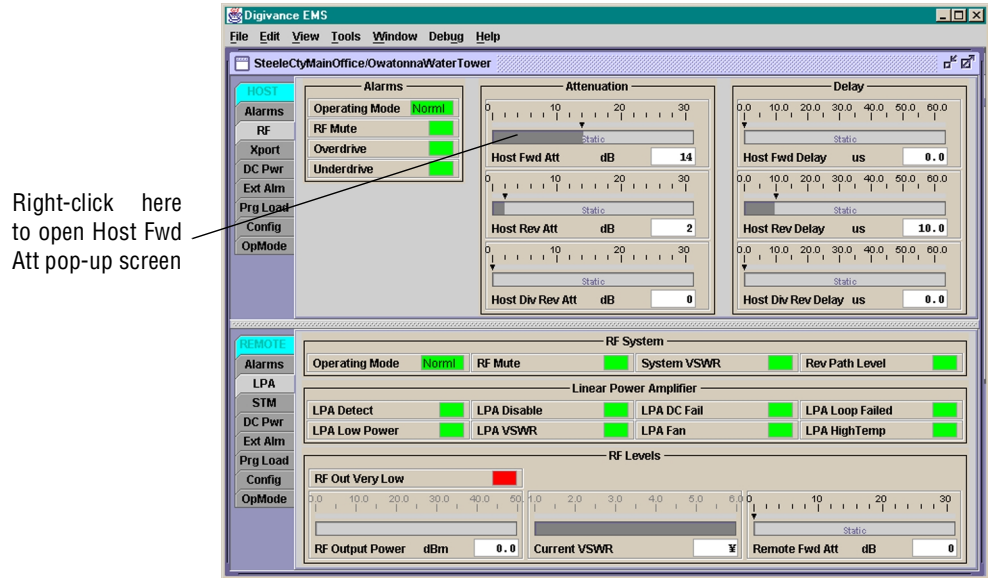 Digivance EMS
File Edit View Tools Window Debug Help
SteeleCtyMainOffice/OwatonnaWaterTower
HOST
Alarms
RF
Xport
DC Pwr
Ext Alm
Prg Load
Config
OpMode
Alarms
Operating Mode Norml
RF Mute
Overdrive
Underdrive
Attenuation
0 10 20 30
Static
Host Fwd Att dB 14
0 10 20 30
Static
Host Rev Att dB 2
0 10 20 30
Static
Host Div Rev Att dB 0
Delay
0.0 10.0 20.0 30.0 40.0 50.0 60.0
Static
Host Fwd Delay us 0.0
0.0 10.0 20.0 30.0 40.0 50.0 60.0
Static
Host Rev Delay us 10.0
0.0 10.0 20.0 30.0 40.0 50.0 60.0
Static
Host Div Rev Delay us 0.0
Right-click here
to open Host Fwd
Att pop-up screen
REMOTE
Alarms
LPA
STM
DC Pwr
Ext Alm
Prg Load
Config
OpMode
RF System
Operating Mode Norml RF Mute System VSWR Rev Path Level
Linear Power Amplifier
LPA Detect LPA Disable LPA DC Fail LPA Loop Failed
LPA Low Power LPA VSWR LPA Fan LPA HighTemp
RF Levels
RF Out Very Low
0.0 10.0 20.0 30.0 40.0 50.
RF Output Power dBm 0.0
1.0 2.0 3.0 4.0 5.0 6.0
Current VSWR ¥
0 10 20 30
Static
Remote Fwd Att dB 0